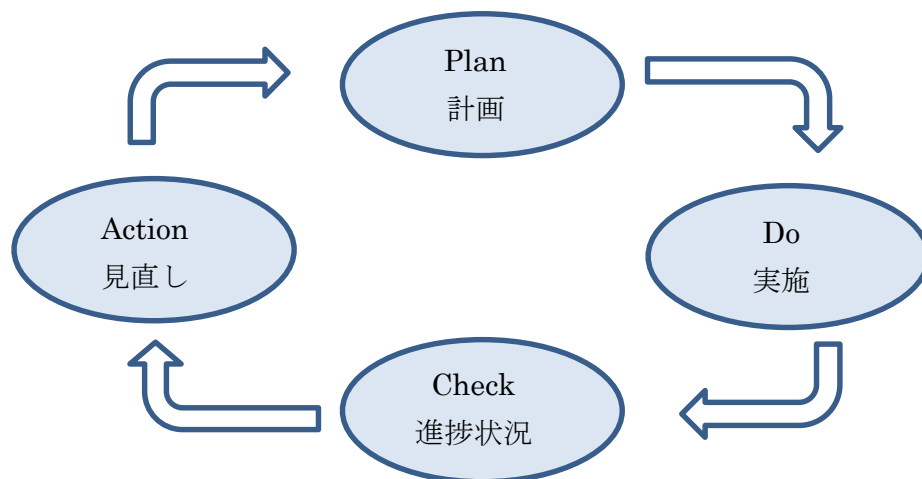 Plan
計画
Do
実施
Check
進捗状況
Action
見直し